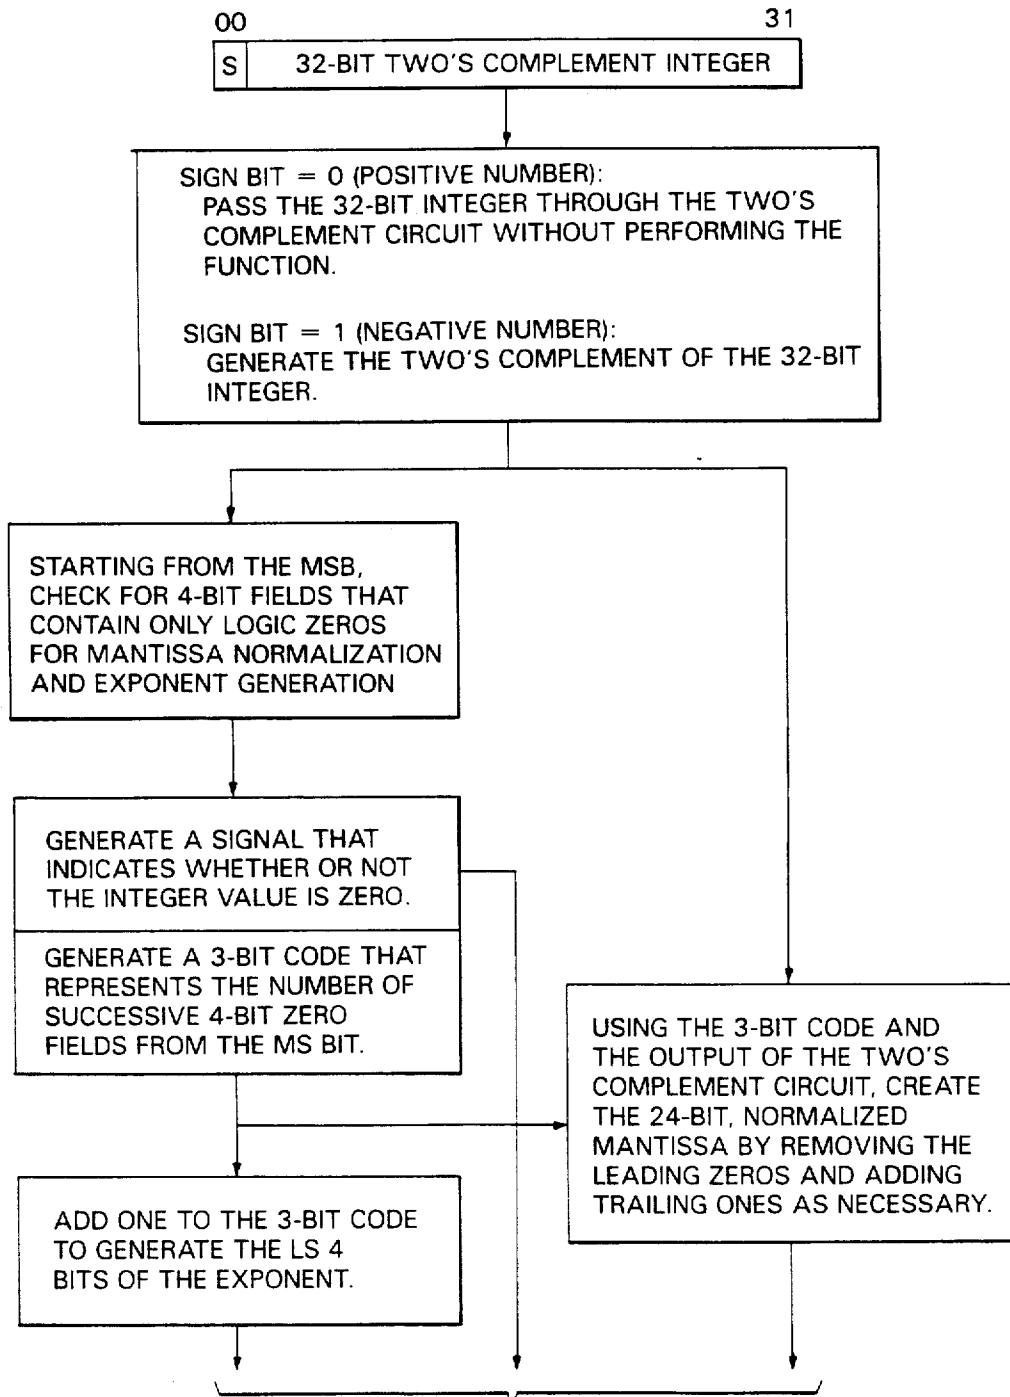 00 31
S 32-BIT TWO'S COMPLEMENT INTEGER
SIGN BIT = 0 (POSITIVE NUMBER):
PASS THE 32-BIT INTEGER THROUGH THE TWO'S
COMPLEMENT CIRCUIT WITHOUT PERFORMING THE
FUNCTION.
SIGN BIT = 1 (NEGATIVE NUMBER):
GENERATE THE TWO'S COMPLEMENT OF THE 32-BIT
INTEGER.
STARTING FROM THE MSB,
CHECK FOR 4-BIT FIELDS THAT
CONTAIN ONLY LOGIC ZEROS
FOR MANTISSA NORMALIZATION
AND EXPONENT GENERATION
GENERATE A SIGNAL THAT
INDICATES WHETHER OR NOT
THE INTEGER VALUE IS ZERO.
GENERATE A 3-BIT CODE THAT
REPRESENTS THE NUMBER OF
SUCCESSIVE 4-BIT ZERO
FIELDS FROM THE MS BIT.
USING THE 3-BIT CODE AND
THE OUTPUT OF THE TWO'S
COMPLEMENT CIRCUIT, CREATE
THE 24-BIT, NORMALIZED
MANTISSA BY REMOVING THE
LEADING ZEROS AND ADDING
TRAILING ONES AS NECESSARY.
ADD ONE TO THE 3-BIT CODE
TO GENERATE THE LS 4
BITS OF THE EXPONENT.